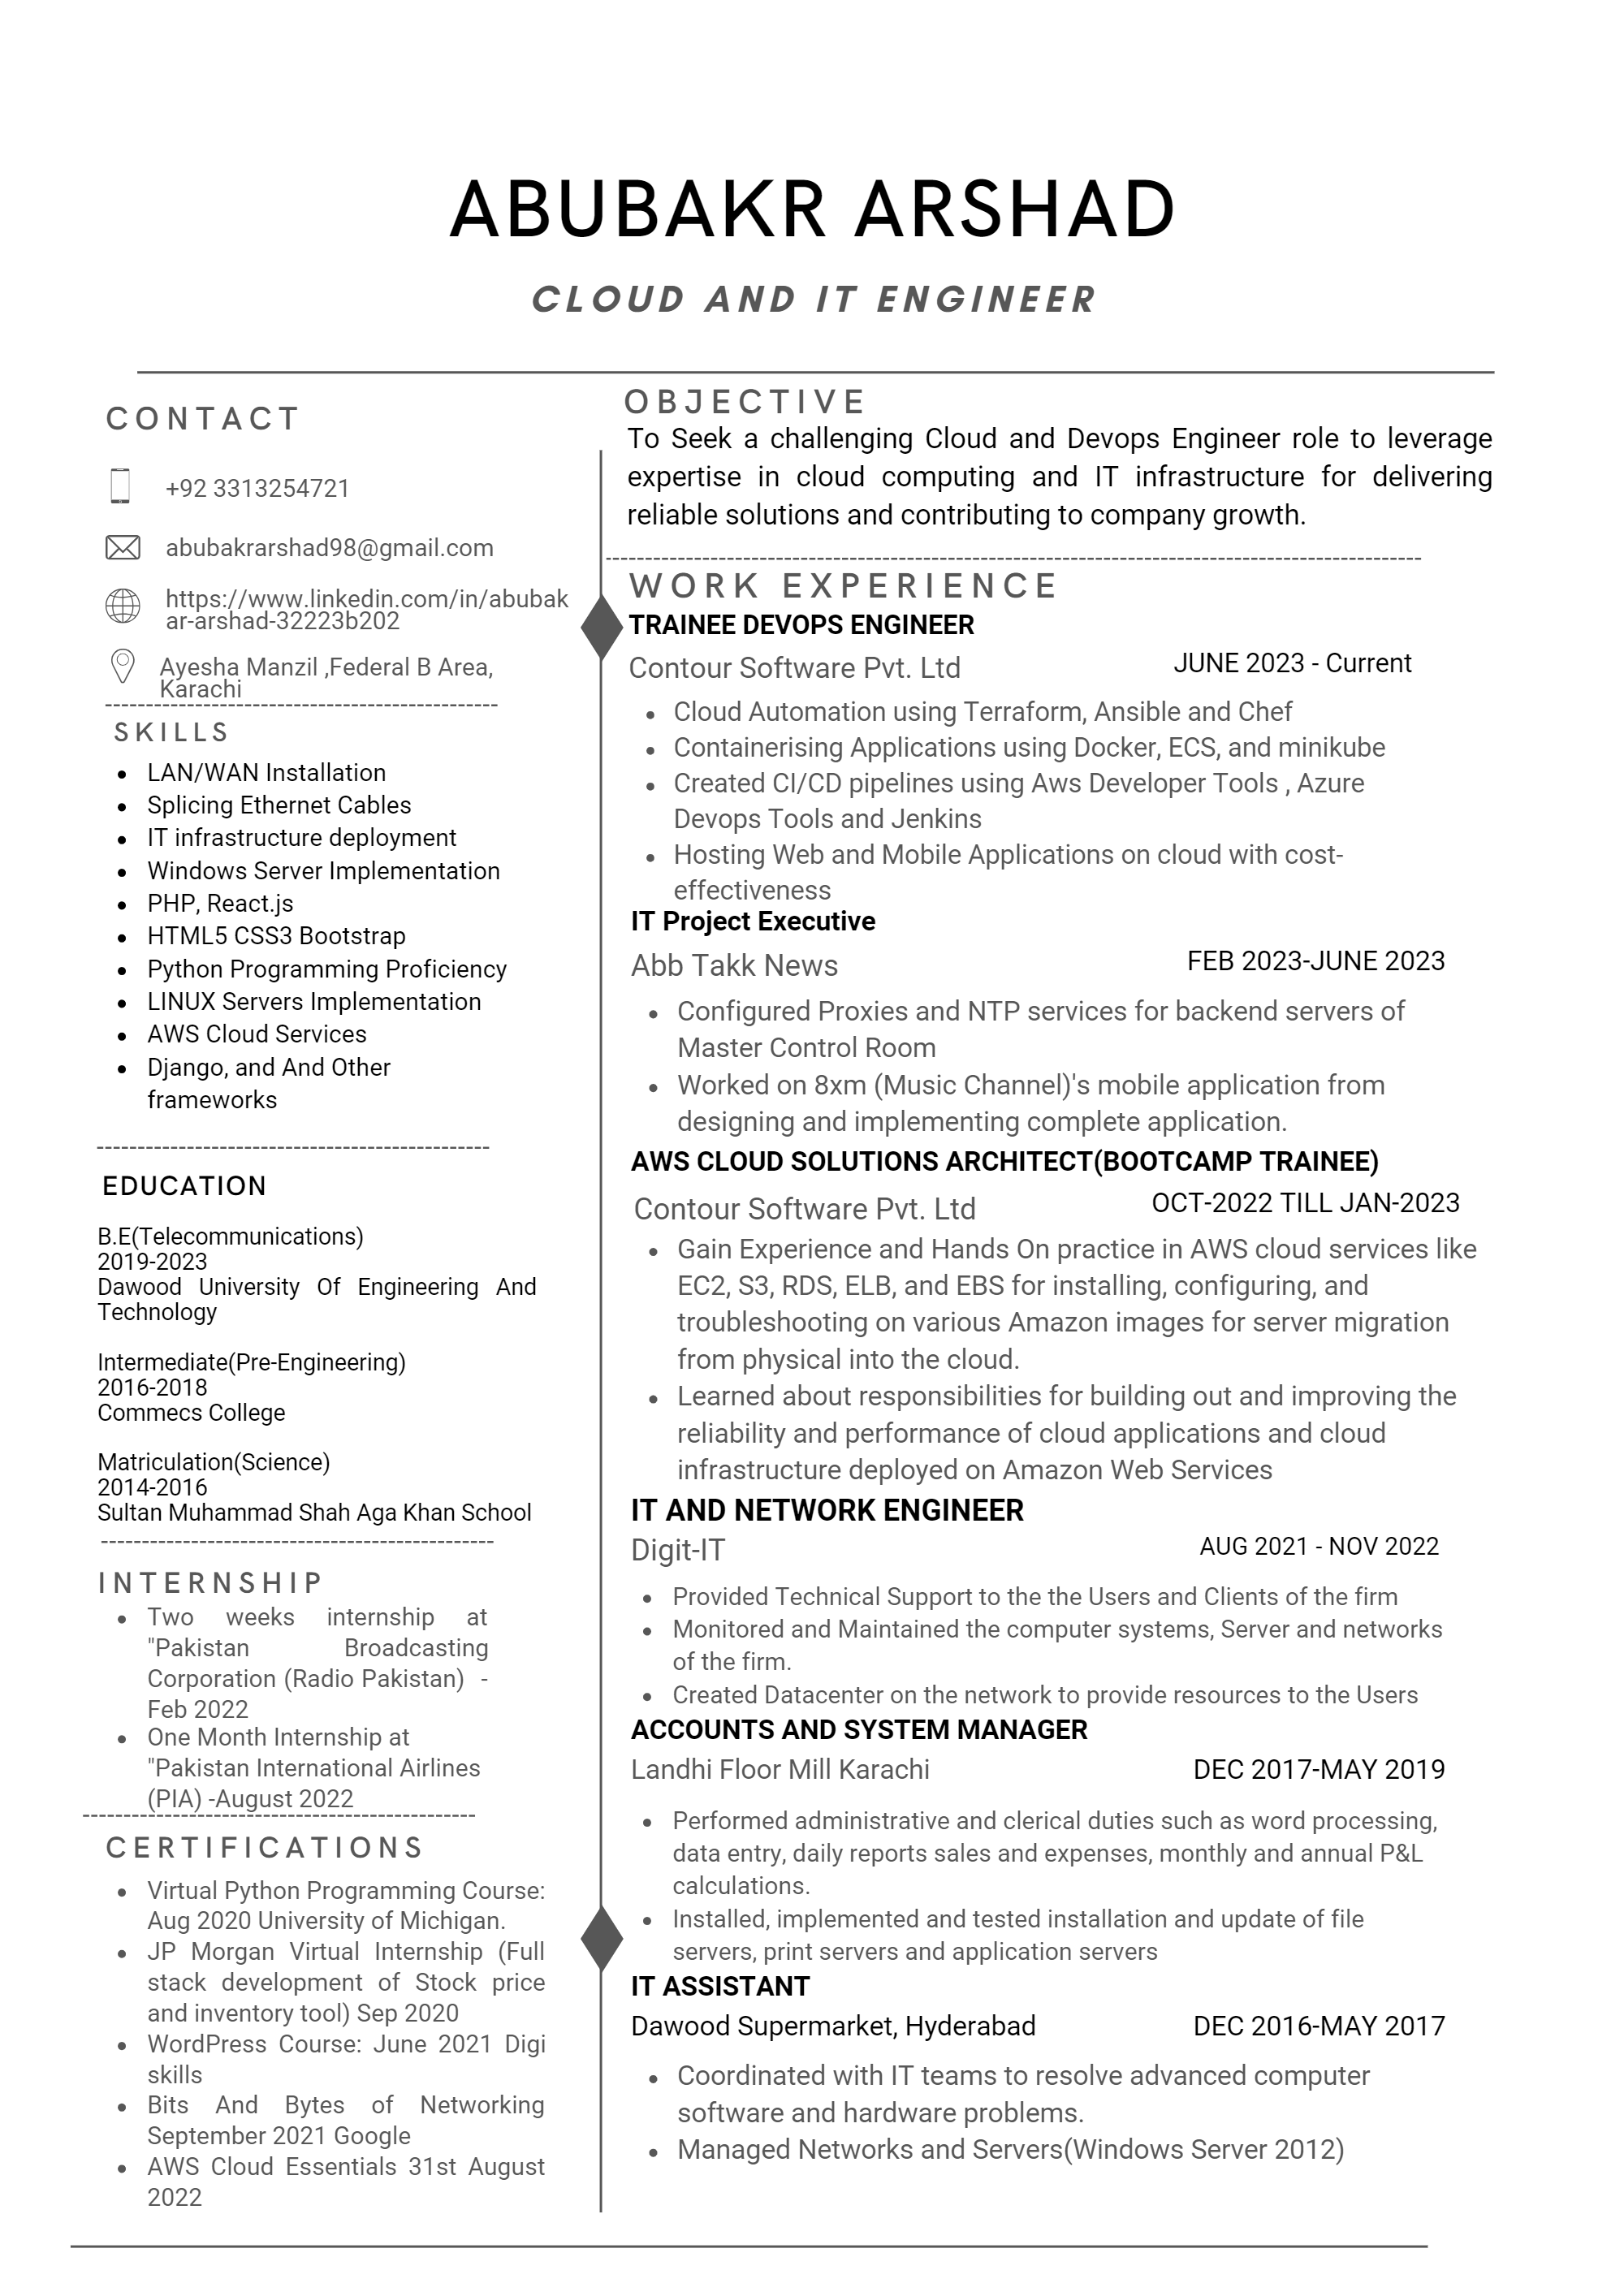 ABUBAKR ARSHAD
CLOUD AND IT ENGINEER
CONTACT
+92 3313254721
abubakrarshad98@gmail.com
https://www.linkedin.com/in/abubak
ar-arshad-32223b202
Ayesha Manzil ,Federal B Area,
Karachi
SKILLS
LAN/WAN Installation
Splicing Ethernet Cables
IT infrastructure deployment
Windows Server Implementation
PHP, React.js
HTML5 CSS3 Bootstrap
Python Programming Proficiency
LINUX Servers Implementation
AWS Cloud Services
Django, and And Other
frameworks
EDUCATION
B.E(Telecommunications)
2019-2023
Dawood University Of Engineering And
Technology
Intermediate(Pre-Engineering)
2016-2018
Commecs College
Matriculation(Science)
2014-2016
Sultan Muhammad Shah Aga Khan School
INTERNSHIP
Two weeks internship at
"Pakistan Broadcasting
Corporation (Radio Pakistan) -
Feb 2022
One Month Internship at
"Pakistan International Airlines
(PIA) -August 2022
CERTIFICATIONS
Virtual Python Programming Course:
Aug 2020 University of Michigan.
JP Morgan Virtual Internship (Full
stack development of Stock price
and inventory tool) Sep 2020
WordPress Course: June 2021 Digi
skills
Bits And Bytes of Networking
September 2021 Google
AWS Cloud Essentials 31st August
2022
OBJECTIVE
To Seek a challenging Cloud and Devops Engineer role to leverage
expertise in cloud computing and IT infrastructure for delivering
reliable solutions and contributing to company growth.
WORK EXPERIENCE
TRAINEE DEVOPS ENGINEER
Contour Software Pvt. Ltd JUNE 2023 - Current
Cloud Automation using Terraform, Ansible and Chef
Containerising Applications using Docker, ECS, and minikube
Created CI/CD pipelines using Aws Developer Tools , Azure
Devops Tools and Jenkins
Hosting Web and Mobile Applications on cloud with cost-
effectiveness
IT Project Executive
Abb Takk News FEB 2023-JUNE 2023
Configured Proxies and NTP services for backend servers of
Master Control Room
Worked on 8xm (Music Channel)'s mobile application from
designing and implementing complete application.
AWS CLOUD SOLUTIONS ARCHITECT(BOOTCAMP TRAINEE)
Contour Software Pvt. Ltd OCT-2022 TILL JAN-2023
Gain Experience and Hands On practice in AWS cloud services like
EC2, S3, RDS, ELB, and EBS for installing, configuring, and
troubleshooting on various Amazon images for server migration
from physical into the cloud.
Learned about responsibilities for building out and improving the
reliability and performance of cloud applications and cloud
infrastructure deployed on Amazon Web Services
IT AND NETWORK ENGINEER
Digit-IT AUG 2021 - NOV 2022
Provided Technical Support to the the Users and Clients of the firm
Monitored and Maintained the computer systems, Server and networks
of the firm.
Created Datacenter on the network to provide resources to the Users
ACCOUNTS AND SYSTEM MANAGER
Landhi Floor Mill Karachi DEC 2017-MAY 2019
Performed administrative and clerical duties such as word processing,
data entry, daily reports sales and expenses, monthly and annual P&L
calculations.
Installed, implemented and tested installation and update of file
servers, print servers and application servers
IT ASSISTANT
Dawood Supermarket, Hyderabad DEC 2016-MAY 2017
Coordinated with IT teams to resolve advanced computer
software and hardware problems.
Managed Networks and Servers(Windows Server 2012)